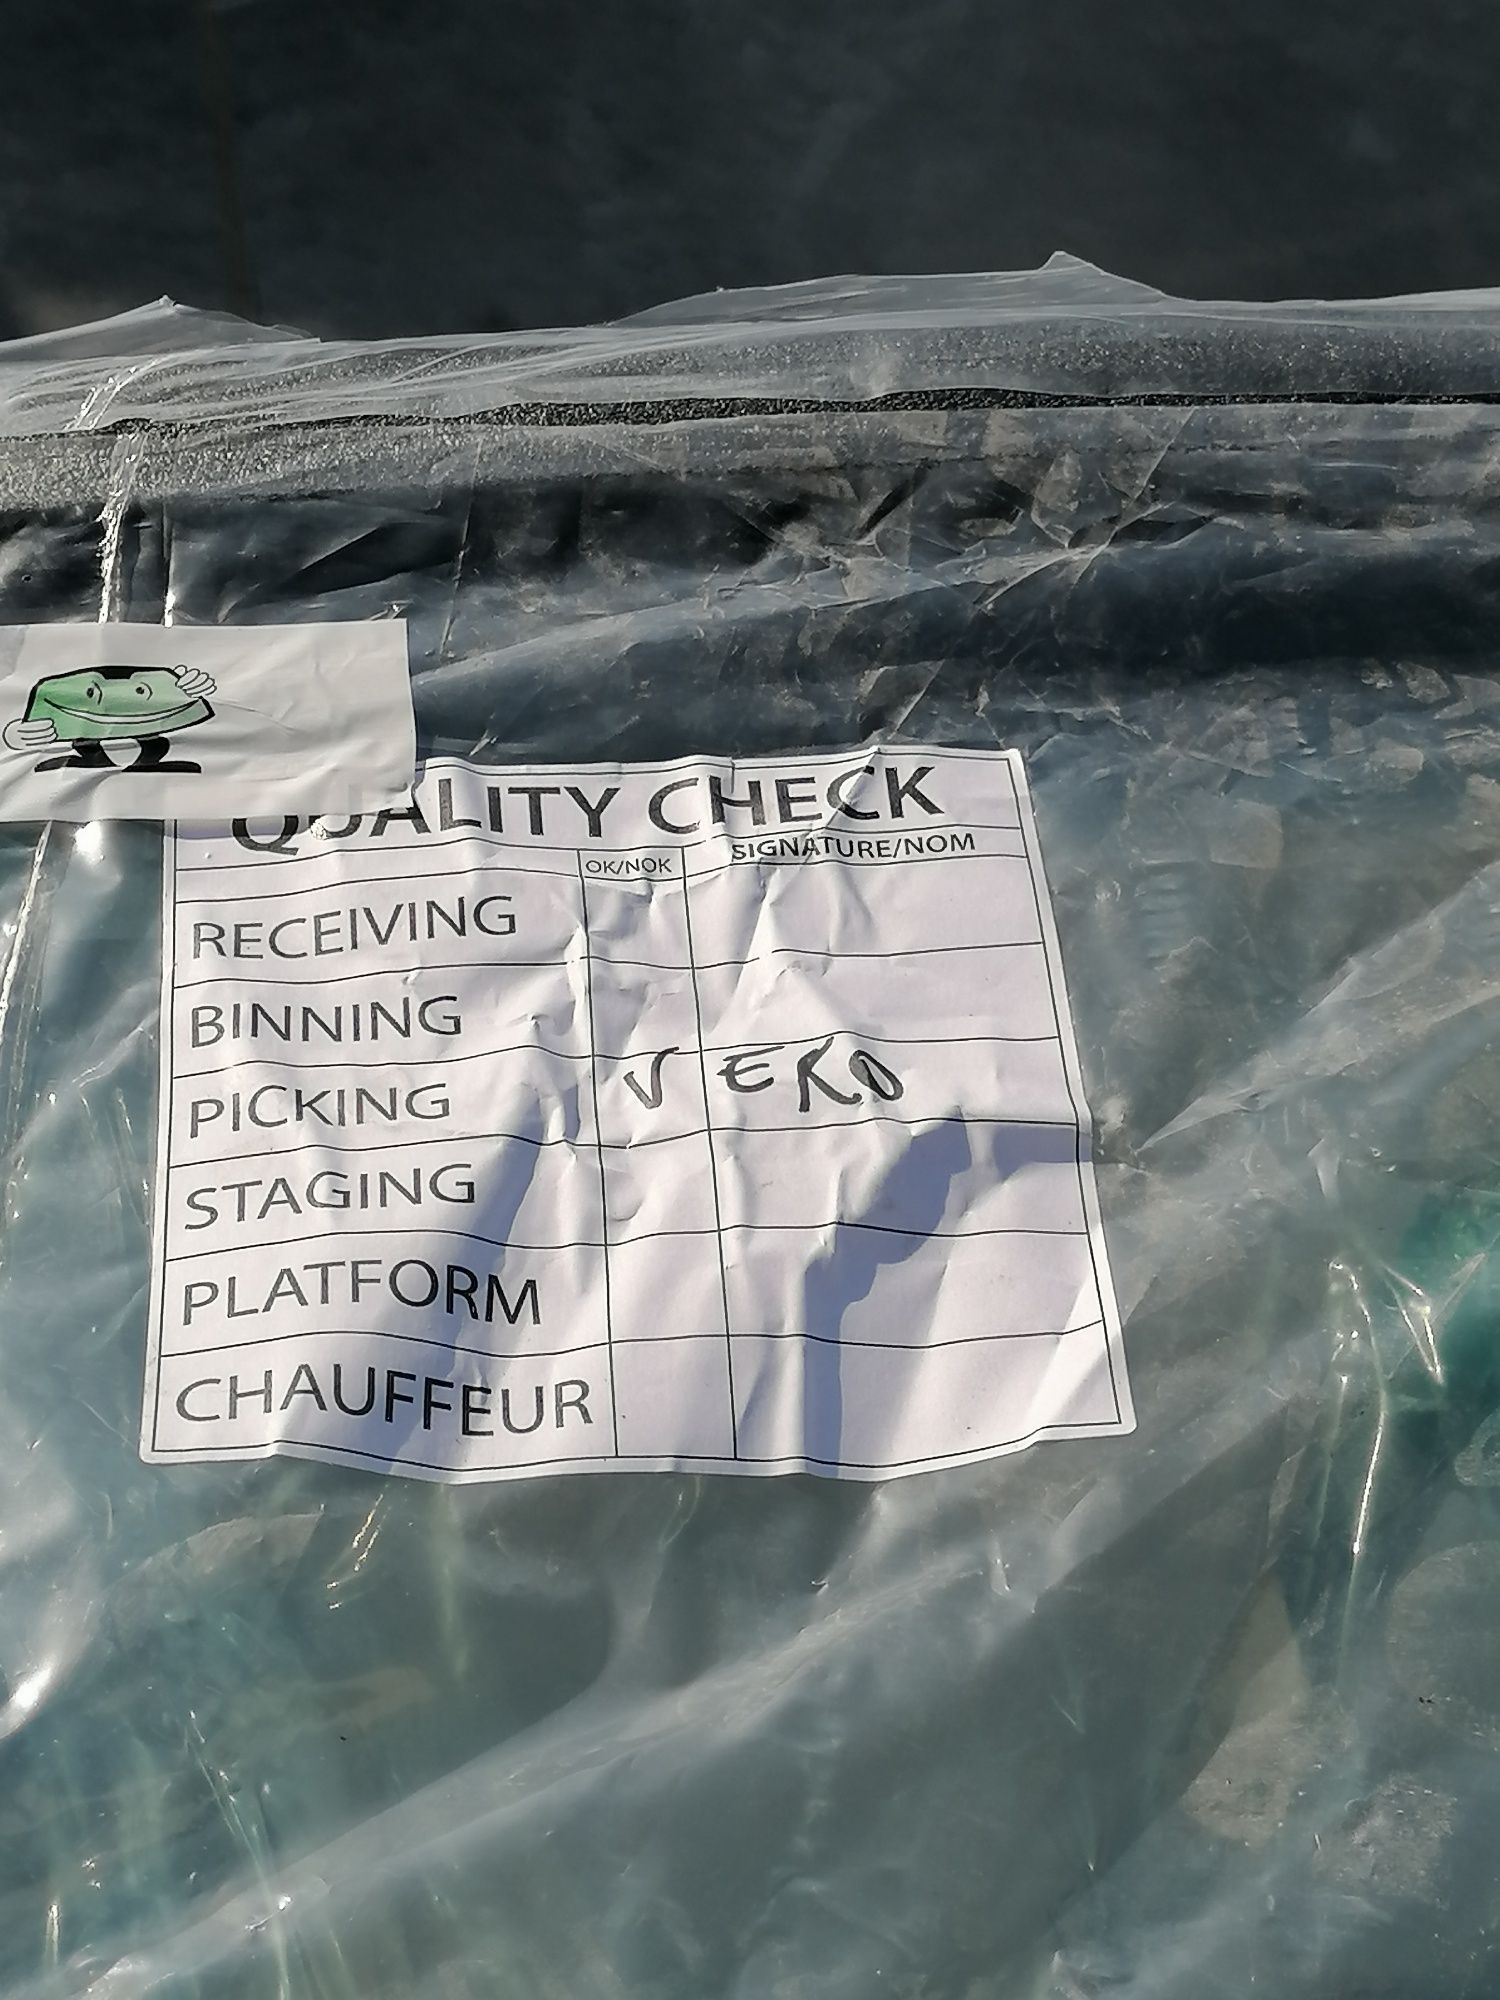 QUALITY CHECK
OK/NOK SIGNATURE/NOM
RECEIVING
BINNING
PICKING V EKO
STAGING
PLATFORM
CHAUFFEUR